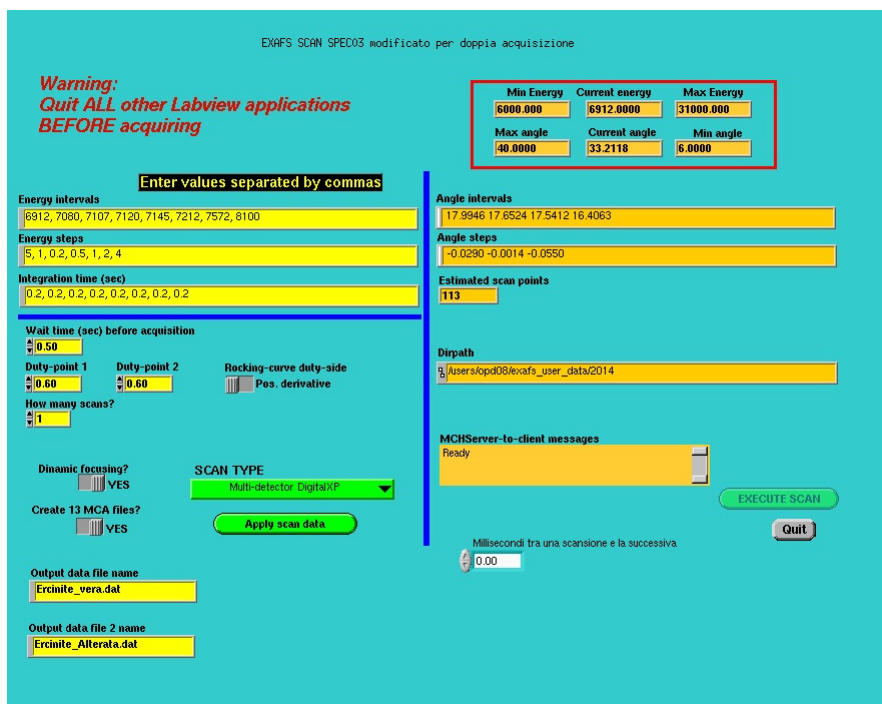 EXAFS SCAN SPEC03 modificato per doppia acquisizione
Warning:
Quit ALL other Labview applications
BEFORE acquiring
Min Energy Current energy Max Energy
6000.000 6912.0000 31000.000
Max angle Current angle Min angle
40.0000 33.2118 6.0000
Enter values separated by commas
Energy intervals
6912, 7080, 7107, 7120, 7145, 7212, 7572, 8100
Energy steps
5, 1, 0.2, 0.5, 1, 2, 4
Integration time (sec)
0.2, 0.2, 0.2, 0.2, 0.2, 0.2, 0.2, 0.2
Angle intervals
17.9946 17.6524 17.5412 16.4063
Angle steps
-0.0290 -0.0014 -0.0550
Estimated scan points
113
Wait time (sec) before acquisition
0.50
Duty-point 1 Duty-point 2 Rocking-curve duty-side
0.60 0.60 Pos. derivative
How many scans?
1
Dirpath
/users/opd08/exafs_user_data/2014
MCHServer-to-client messages
Ready
Dinamic focusing?
YES
SCAN TYPE
Multi-detector DigitalXP
Create 13 MCA files?
YES
Apply scan data
EXECUTE SCAN
Quit
Millisecondi tra una scansione e la successiva
0.00
Output data file name
Ercinite_vera.dat
Output data file 2 name
Ercinite_Alterata.dat